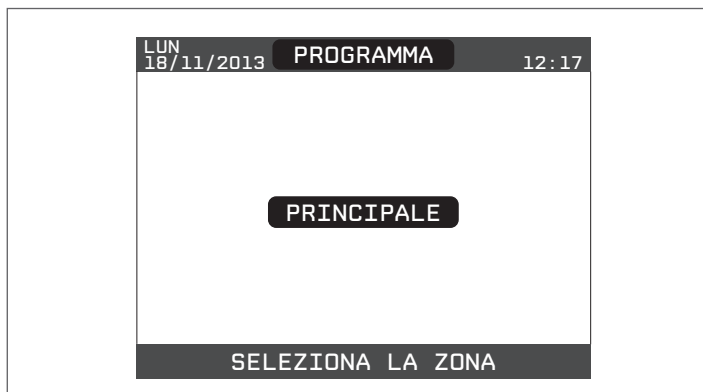 LUN
18/11/2013 PROGRAMMA 12:17
PRINCIPALE
SELEZIONA LA ZONA